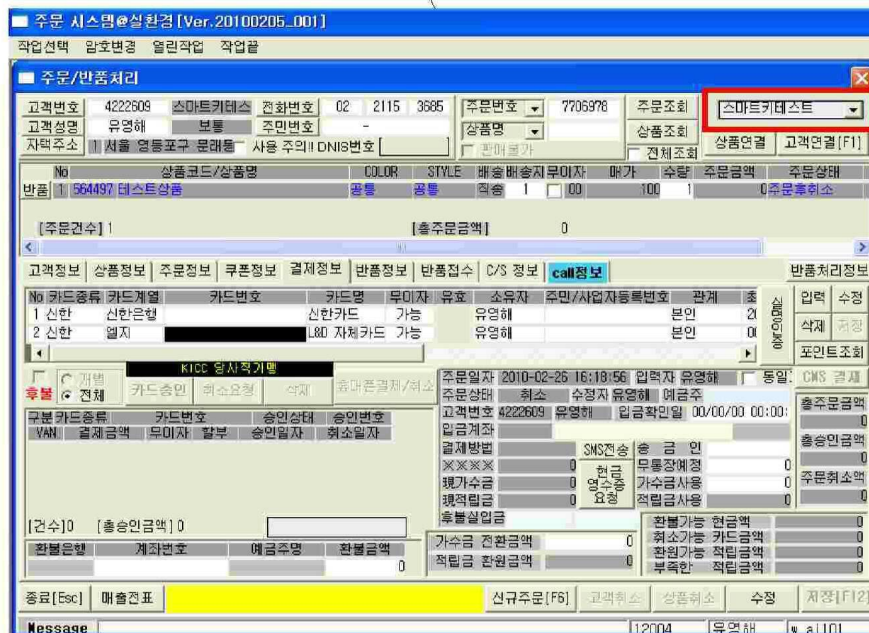 주문 시스템@실환경[Ver.20100205_001]
작업선택 암호변경 열린작업 작업끝
주문/반품처리
고객번호 4222609 스마트키테스 전화번호 02 2115 3685 주문번호 7706978 주문조회 스마트키테스트
고객성명 유영해 보통 주민번호 - 상품명 상품조회
자택주소 1 서울 영등포구 문래동 사용 주의!! DNIS번호 판매불가 전체조회 상품연결 고객연결[F1]
No 상품코드/상품명 COLOR STYLE 배송 배송지 무이자 매가 수량 주문금액 주문상태
반품 1 564497 테스트상품 공통 공통 직송 1 00 100 1 0 주문후취소
[주문건수] 1 [총주문금액] 0
고객정보 상품정보 주문정보 쿠폰정보 결제정보 반품정보 반품접수 C/S 정보 call정보 반품처리정보
No 카드종류 카드계열 카드번호 카드명 무이자 유효 소유자 주민/사업자등록번호 관계 최 입력 수정
1 신한 신한은행 신한카드 가능 유영해 본인 20
2 신한 엘지 L&D 자체카드 가능 유영해 본인 00 삭제 저장
포인트조회
KICC 당사직가맹
후불 개별 전체 카드승인 취소요청 삭제 주문일자 2010-02-26 16:18:56 입력자 유영해 동일 CMS 결제
주문상태 취소 수정자 유영해 예금주 총주문금액
구분 카드종류 카드번호 승인상태 승인번호 고객번호 4222609 유영해 입금확인일 00/00/00 00:00: 0
VAN 결제금액 무이자 할부 승인일자 취소일자 입금계좌 총승인금액
결제방법 SMS전송 송 금 인 0
XXXX 0 현금 영수증 요청 무통장예정 0 주문취소액
現가수금 0 가수금사용 0 0
現적립금 0 적립금사용 0
[건수]0 [총승인금액] 0 후불실입금 환불가능 현금액 0
환불은행 계좌번호 예금주명 환불금액 가수금 전환금액 0 취소가능 카드금액 0
0 적립금 환원금액 0 환원가능 적립금액 0
부족한 적립금액 0
종료[Esc] 매출전표 신규주문[F6] 고객취소 상품취소 수정 저장[F12]
Message 12004 유영해